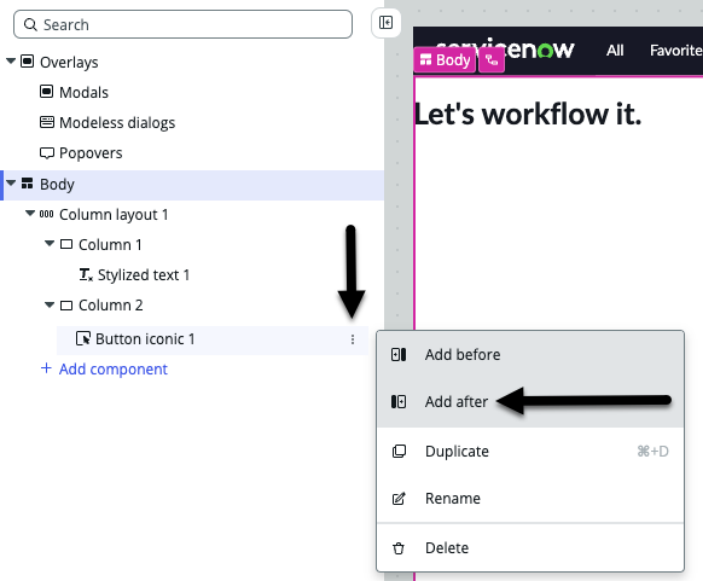 Search
Overlays
Modals
Modeless dialogs
Popovers
Body
Column layout 1
Column 1
Stylized text 1
Column 2
Button iconic 1
+ Add component
servicenow All Favorite
Body
Let's workflow it.
Add before
Add after
Duplicate ⌘+D
Rename
Delete